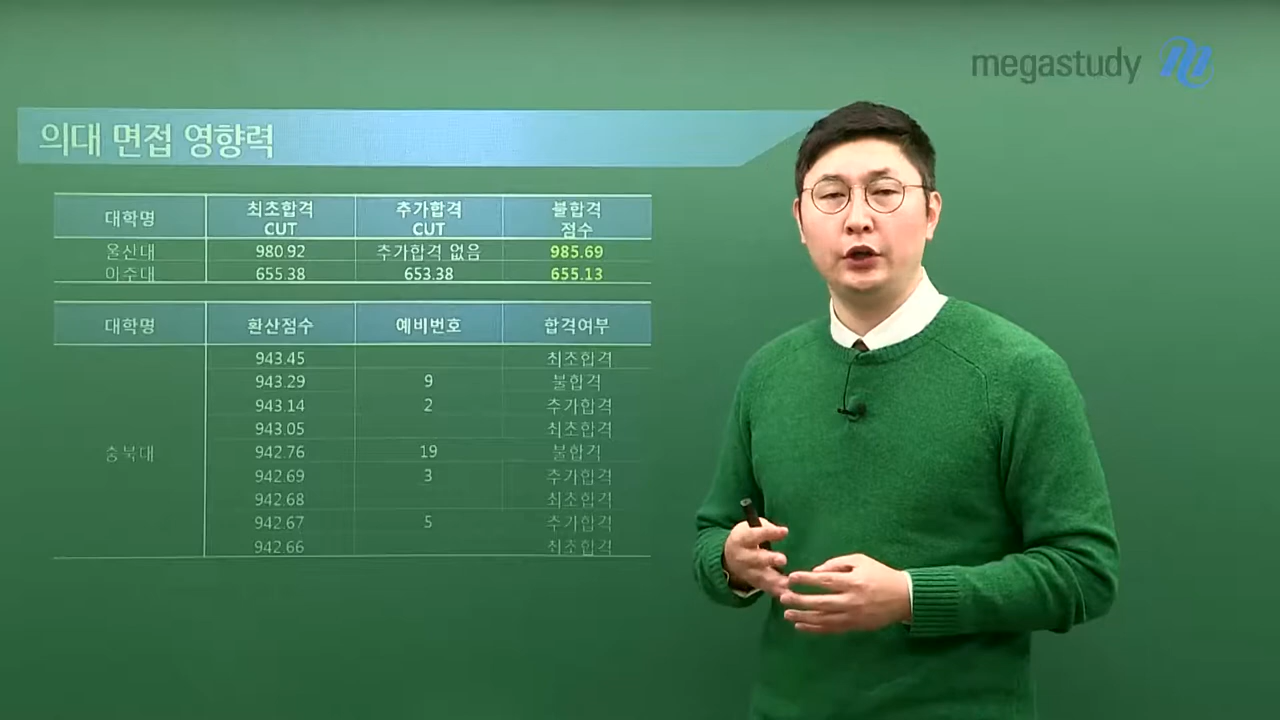 megastudy
의대 면접 영향력
대학명 최초합격 CUT 추가합격 CUT 불합격 점수
울산대 980.92 추가합격 없음 985.69
아주대 655.38 653.38 655.13
대학명 환산점수 예비번호 합격여부
943.45 최초합격
943.29 9 불합격
943.14 2 추가합격
943.05 최초합격
충북대 942.76 19 불합격
942.69 3 추가합격
942.68 최초합격
942.67 5 추가합격
942.66 최초합격